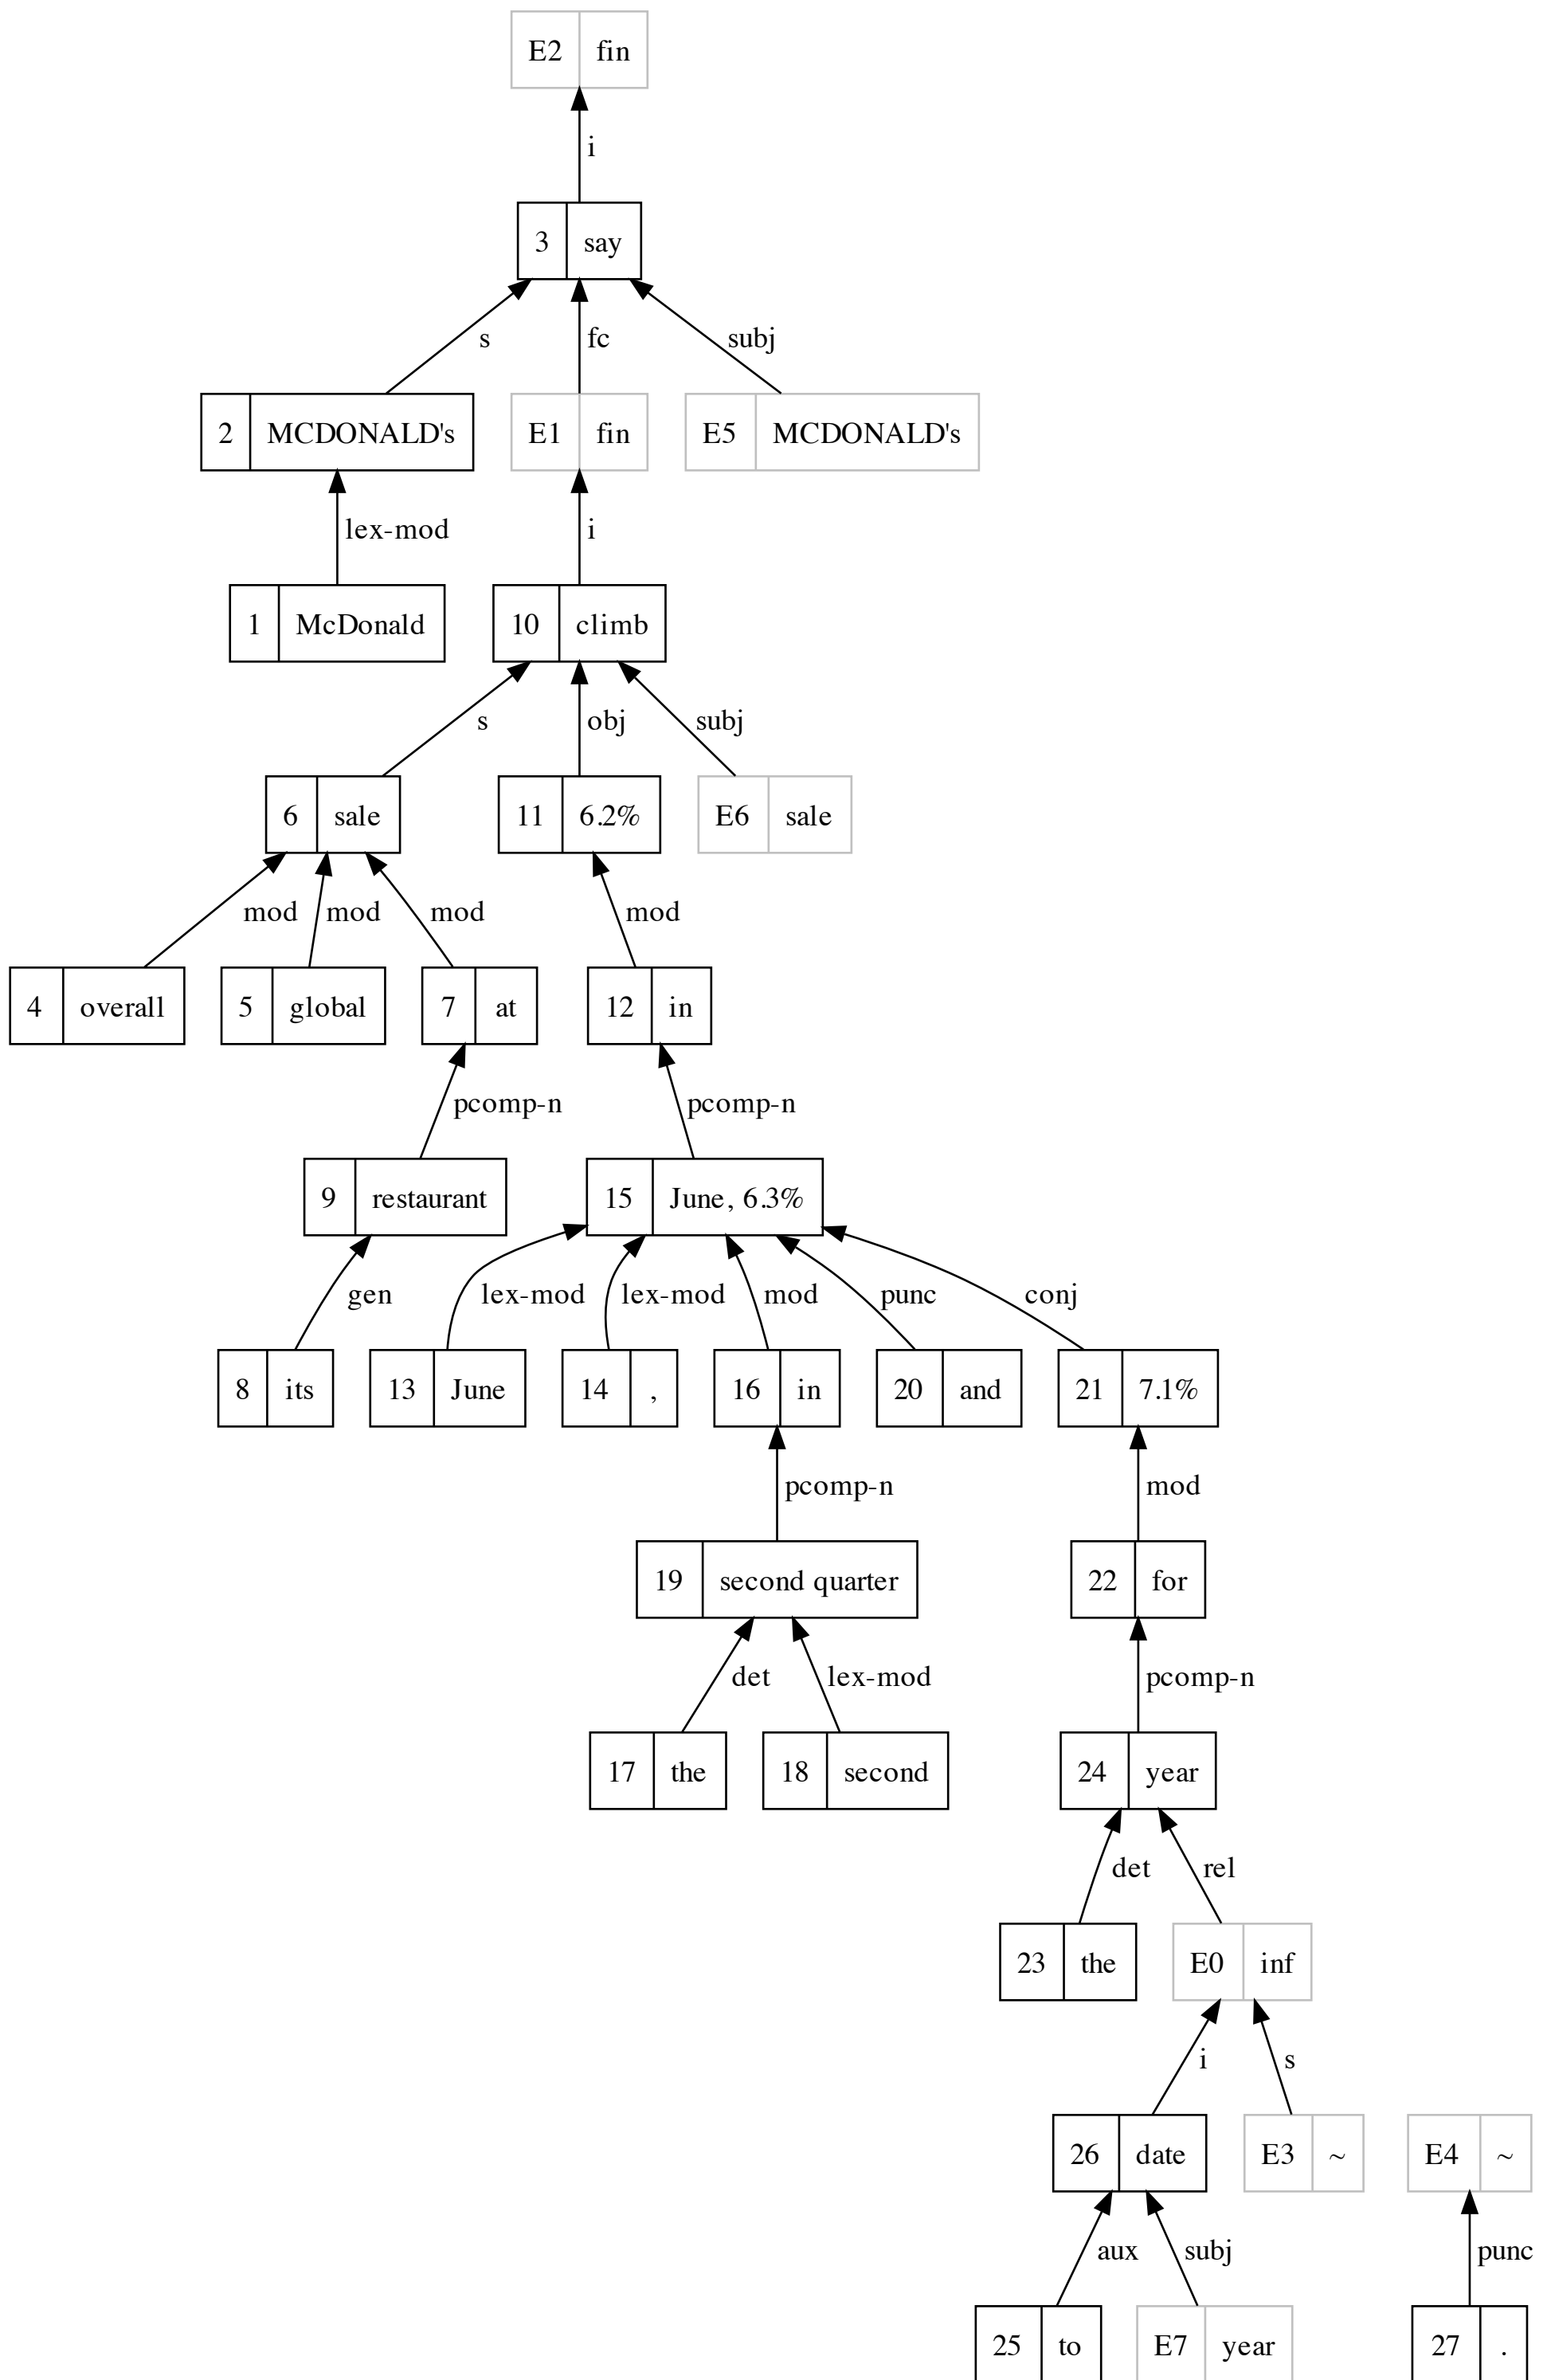 E2 fin
i
3 say
s fc subj
2 MCDONALD's E1 fin E5 MCDONALD's
lex-mod i
1 McDonald 10 climb
s obj subj
6 sale 11 6.2% E6 sale
mod mod mod mod
4 overall 5 global 7 at 12 in
pcomp-n pcomp-n
9 restaurant 15 June, 6.3%
gen lex-mod lex-mod mod punc conj
8 its 13 June 14 , 16 in 20 and 21 7.1%
pcomp-n mod
19 second quarter 22 for
det lex-mod pcomp-n
17 the 18 second 24 year
det rel
23 the E0 inf
i s
26 date E3 ~ E4 ~
aux subj punc
25 to E7 year 27 .